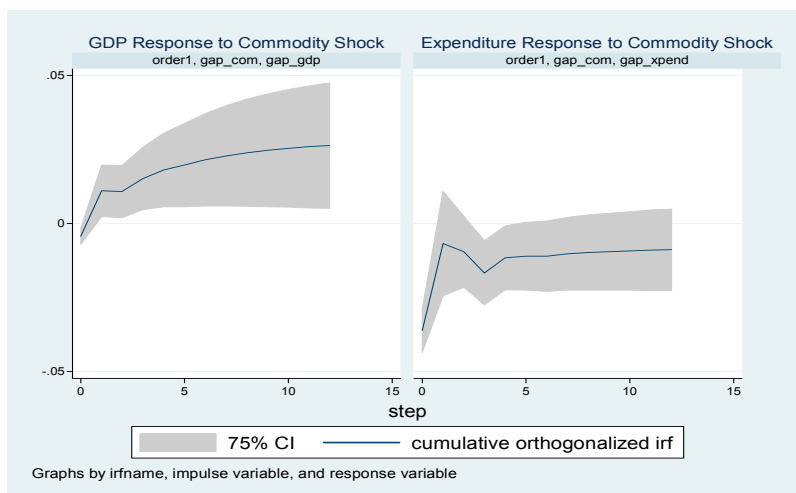 GDP Response to Commodity Shock
order1, gap_com, gap_gdp
Expenditure Response to Commodity Shock
order1, gap_com, gap_xpend
.05
0
-.05
0 5 10 15
0 5 10 15
step
75% CI cumulative orthogonalized irf
Graphs by irfname, impulse variable, and response variable